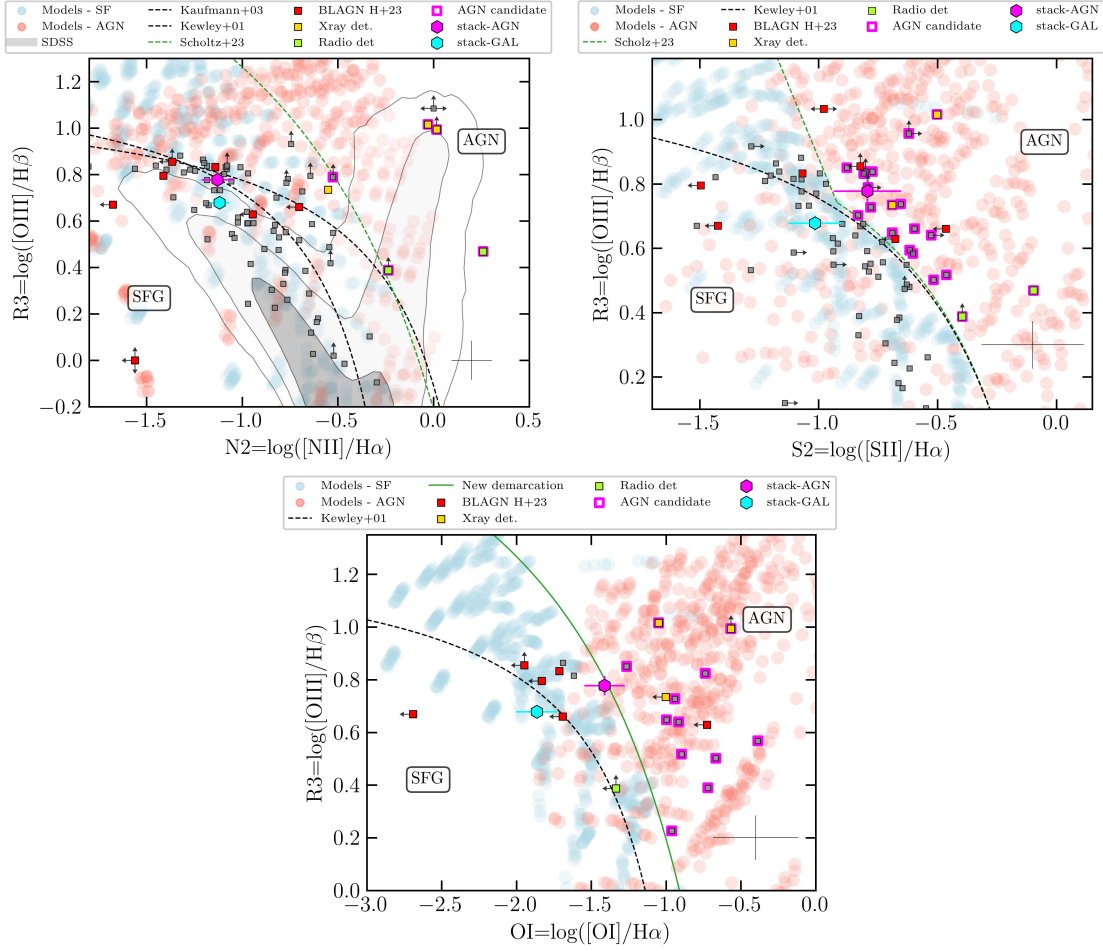 Models - SF Kaufmann+03 BLAGN H+23 AGN candidate
Models - AGN Kewley+01 Xray det. stack-AGN
SDSS Scholtz+23 Radio det stack-GAL
R3=log([OIII]/Hβ)
1.2
1.0
0.8
0.6
0.4
0.2
0.0
−0.2
AGN
SFG
−1.5 −1.0 −0.5 0.0 0.5
N2=log([NII]/Hα)
Models - SF Kewley+01 Radio det stack-AGN
Models - AGN BLAGN H+23 AGN candidate stack-GAL
Scholz+23 Xray det.
R3=log([OIII]/Hβ)
1.0
0.8
0.6
0.4
0.2
AGN
SFG
−1.5 −1.0 −0.5 0.0
S2=log([SII]/Hα)
Models - SF New demarcation Radio det stack-AGN
Models - AGN BLAGN H+23 AGN candidate stack-GAL
Kewley+01 Xray det.
R3=log([OIII]/Hβ)
1.2
1.0
0.8
0.6
0.4
0.2
0.0
AGN
SFG
−3.0 −2.5 −2.0 −1.5 −1.0 −0.5 0.0
OI=log([OI]/Hα)